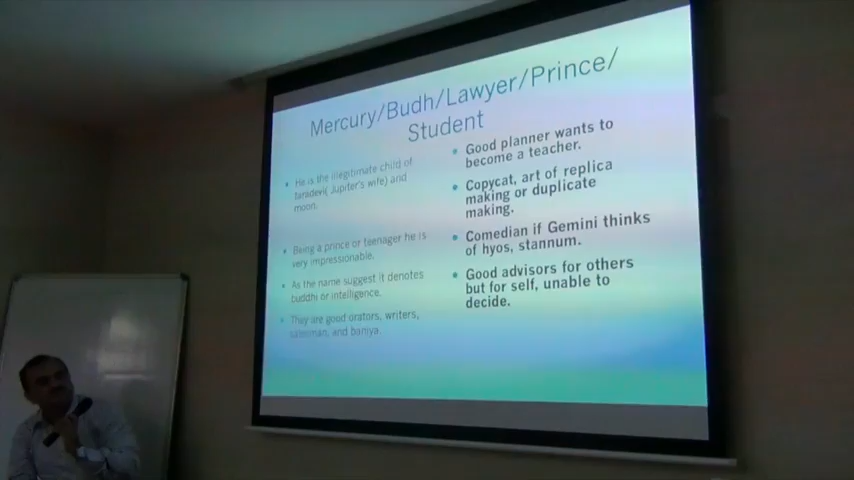 Mercury/Budh/Lawyer/Prince/
Student
• He is the illegitimate child of
taradevi( Jupiter's wife) and
moon.
• Being a prince or teenager he is
very impressionable.
• As the name suggest it denotes
buddhi or intelligence.
• They are good orators, writers,
salesman, and baniya.
• Good planner wants to
become a teacher.
• Copycat, art of replica
making or duplicate
making.
• Comedian if Gemini thinks
of hyos, stannum.
• Good advisors for others
but for self, unable to
decide.